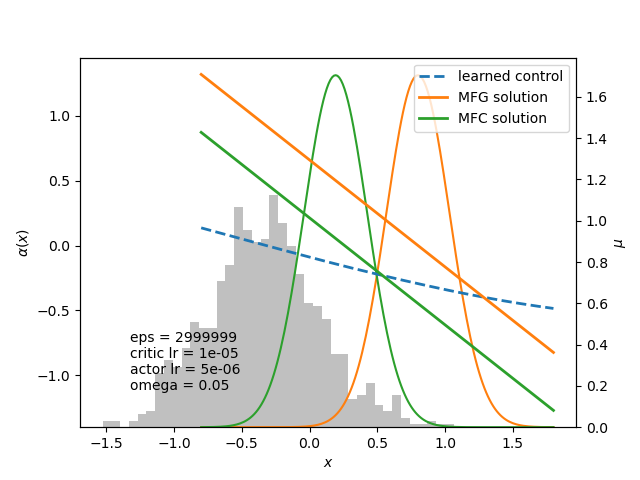 learned control
MFG solution
MFC solution
eps = 2999999
critic lr = 1e-05
actor lr = 5e-06
omega = 0.05
α(x)
1.0
0.5
0.0
−0.5
−1.0
1.6
1.4
1.2
1.0
0.8
0.6
0.4
0.2
0.0
μ
−1.5
−1.0
−0.5
0.0
0.5
1.0
1.5
x